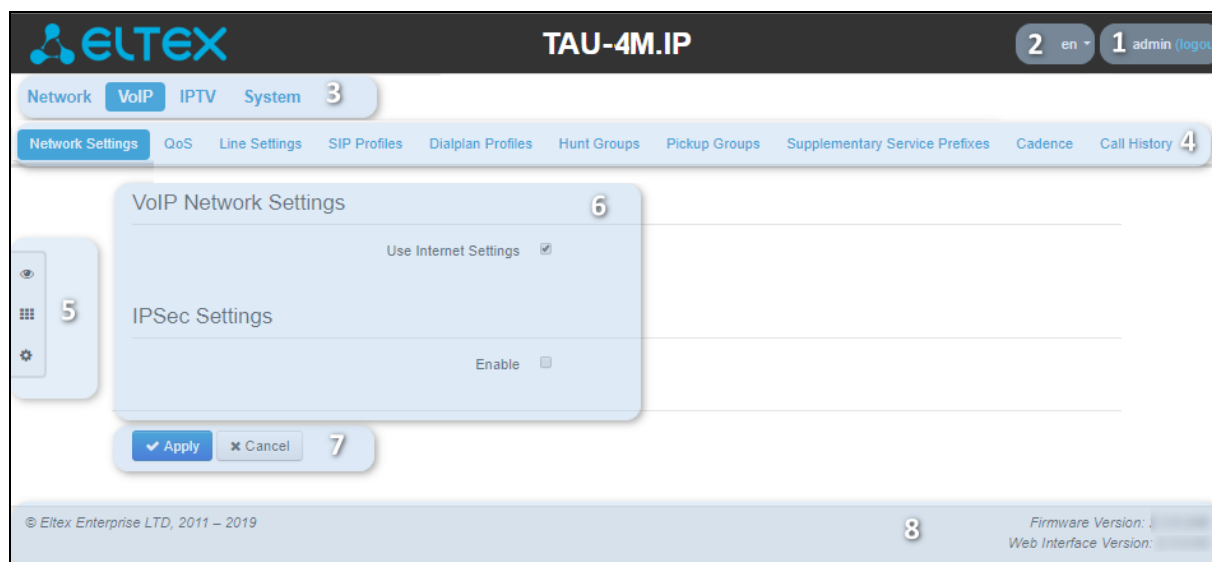 ELTEX TAU-4M.IP 2 en 1 admin (logou
Network VoIP IPTV System 3
Network Settings QoS Line Settings SIP Profiles Dialplan Profiles Hunt Groups Pickup Groups Supplementary Service Prefixes Cadence Call History 4
VoIP Network Settings 6
Use Internet Settings
5
IPSec Settings
Enable
Apply Cancel 7
© Eltex Enterprise LTD, 2011 – 2019 8 Firmware Version:
Web Interface Version: